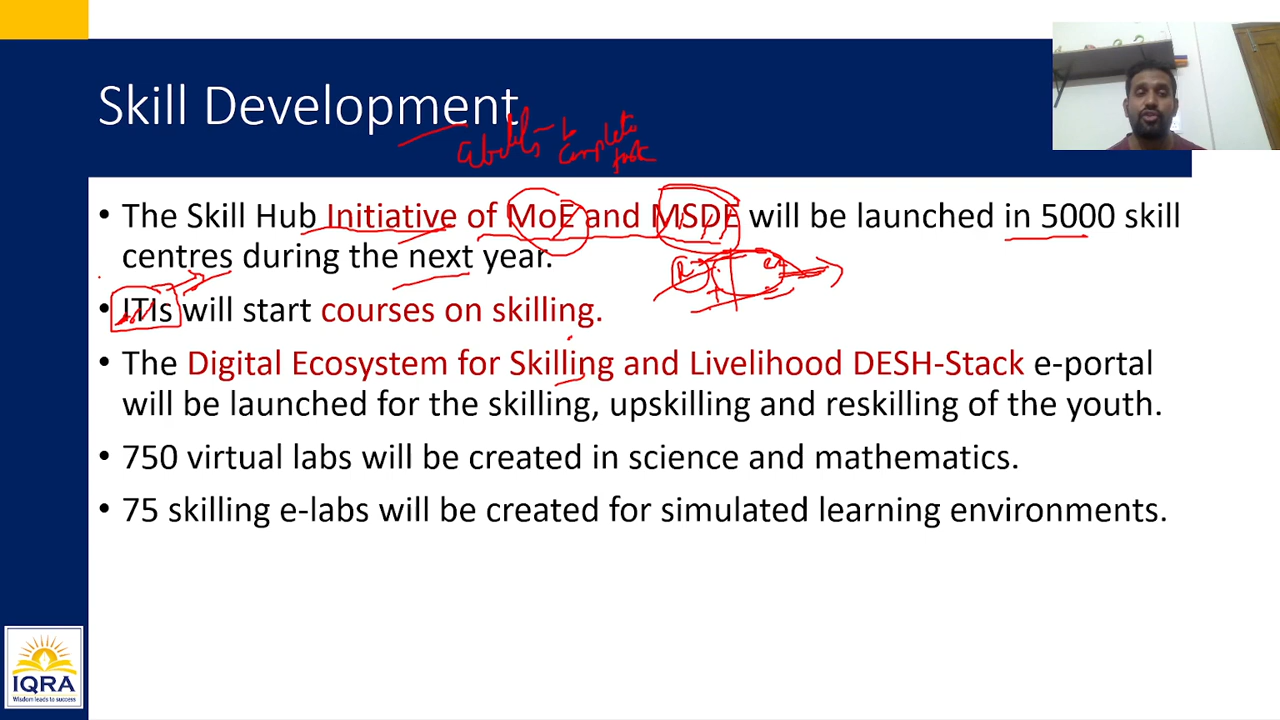 Skill Development
to complete task
• The Skill Hub Initiative of MoE and MSDE will be launched in 5000 skill
centres during the next year.
• ITIs will start courses on skilling.
• The Digital Ecosystem for Skilling and Livelihood DESH-Stack e-portal
will be launched for the skilling, upskilling and reskilling of the youth.
• 750 virtual labs will be created in science and mathematics.
• 75 skilling e-labs will be created for simulated learning environments.
IQRA
Wisdom leads to success